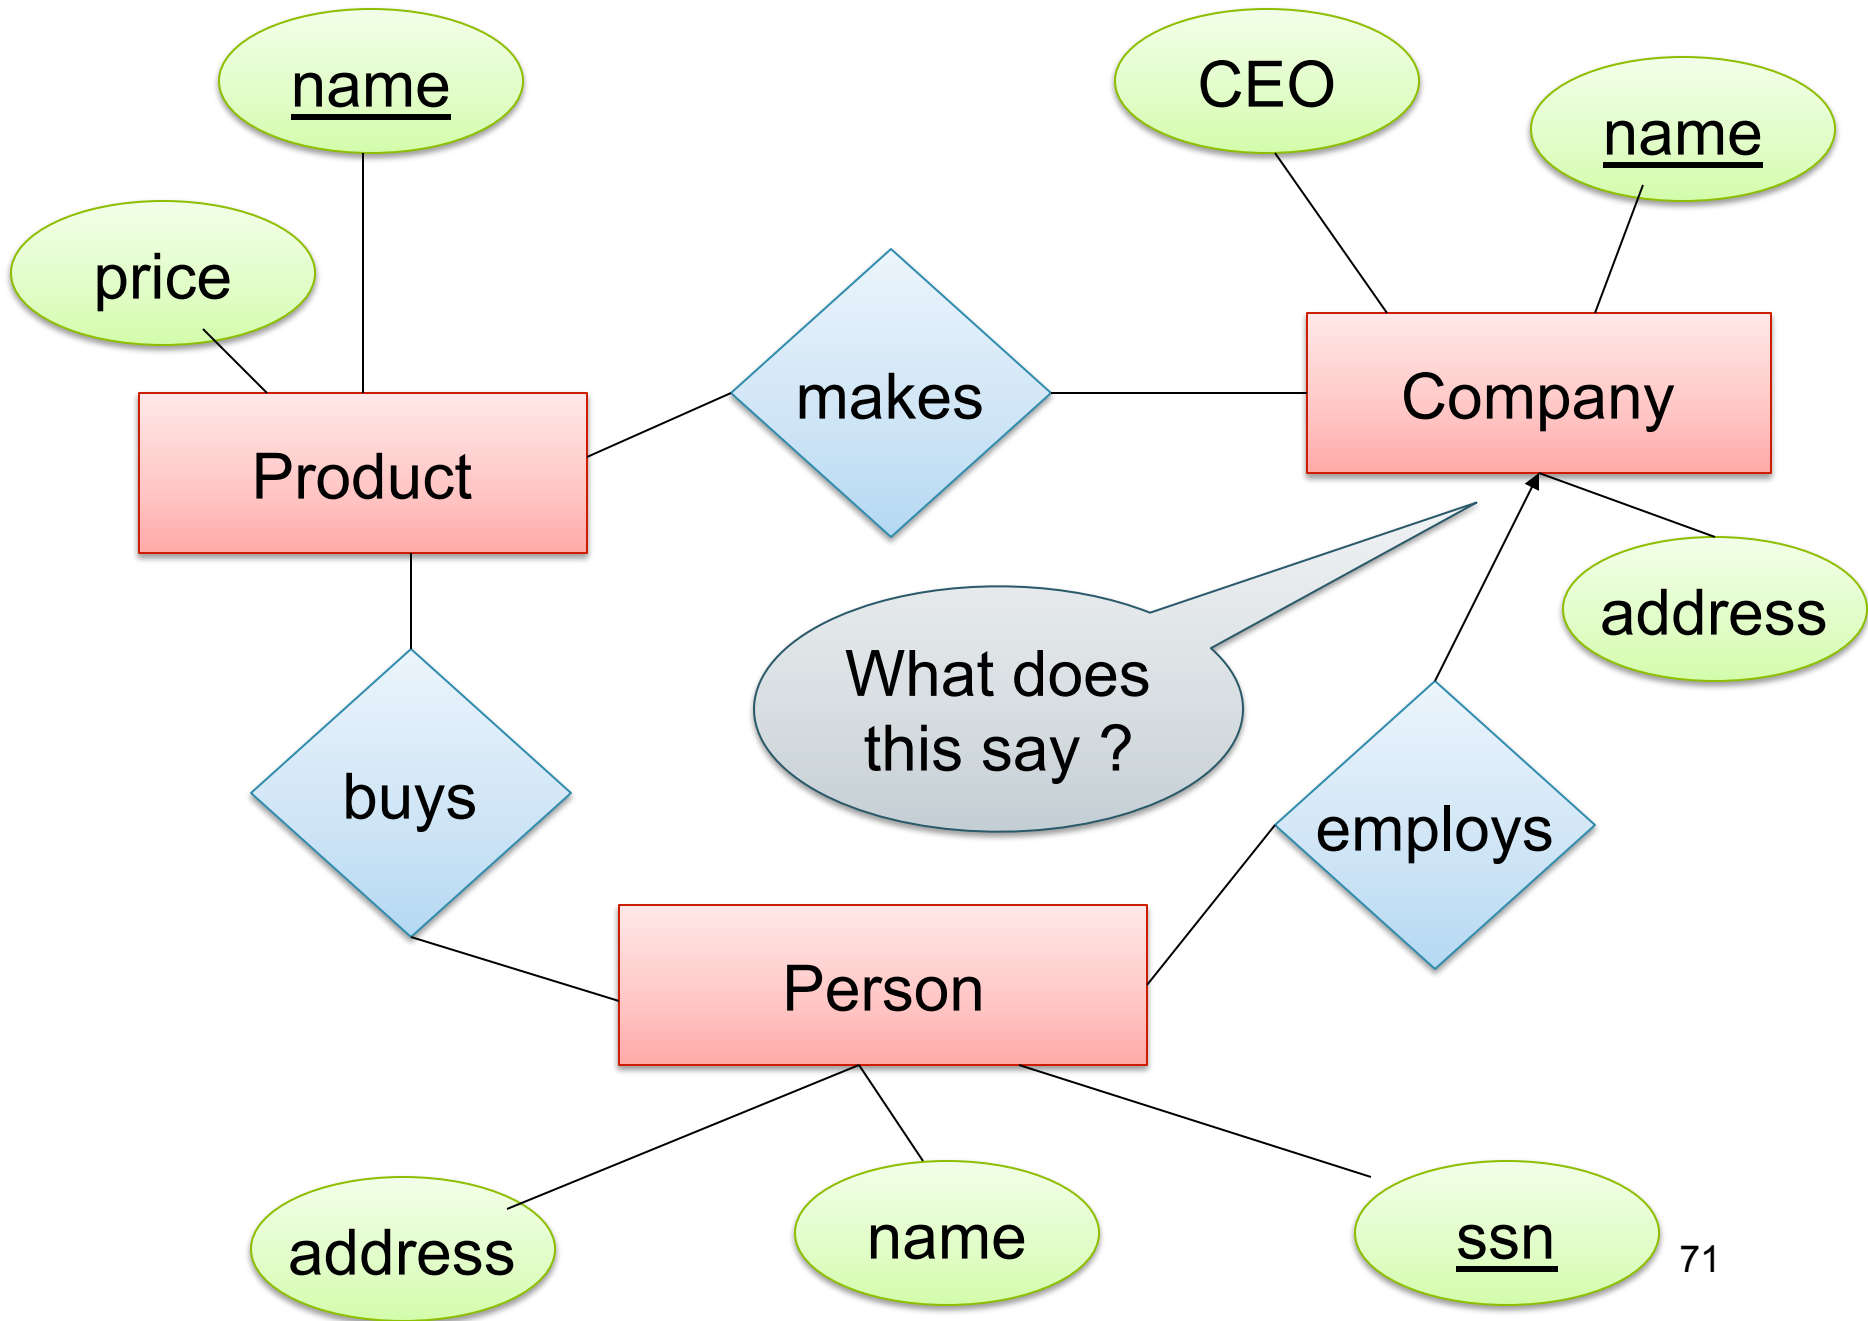 name
CEO
name
price
makes
Company
Product
address
What does
this say ?
buys
employs
Person
address
name
ssn
71